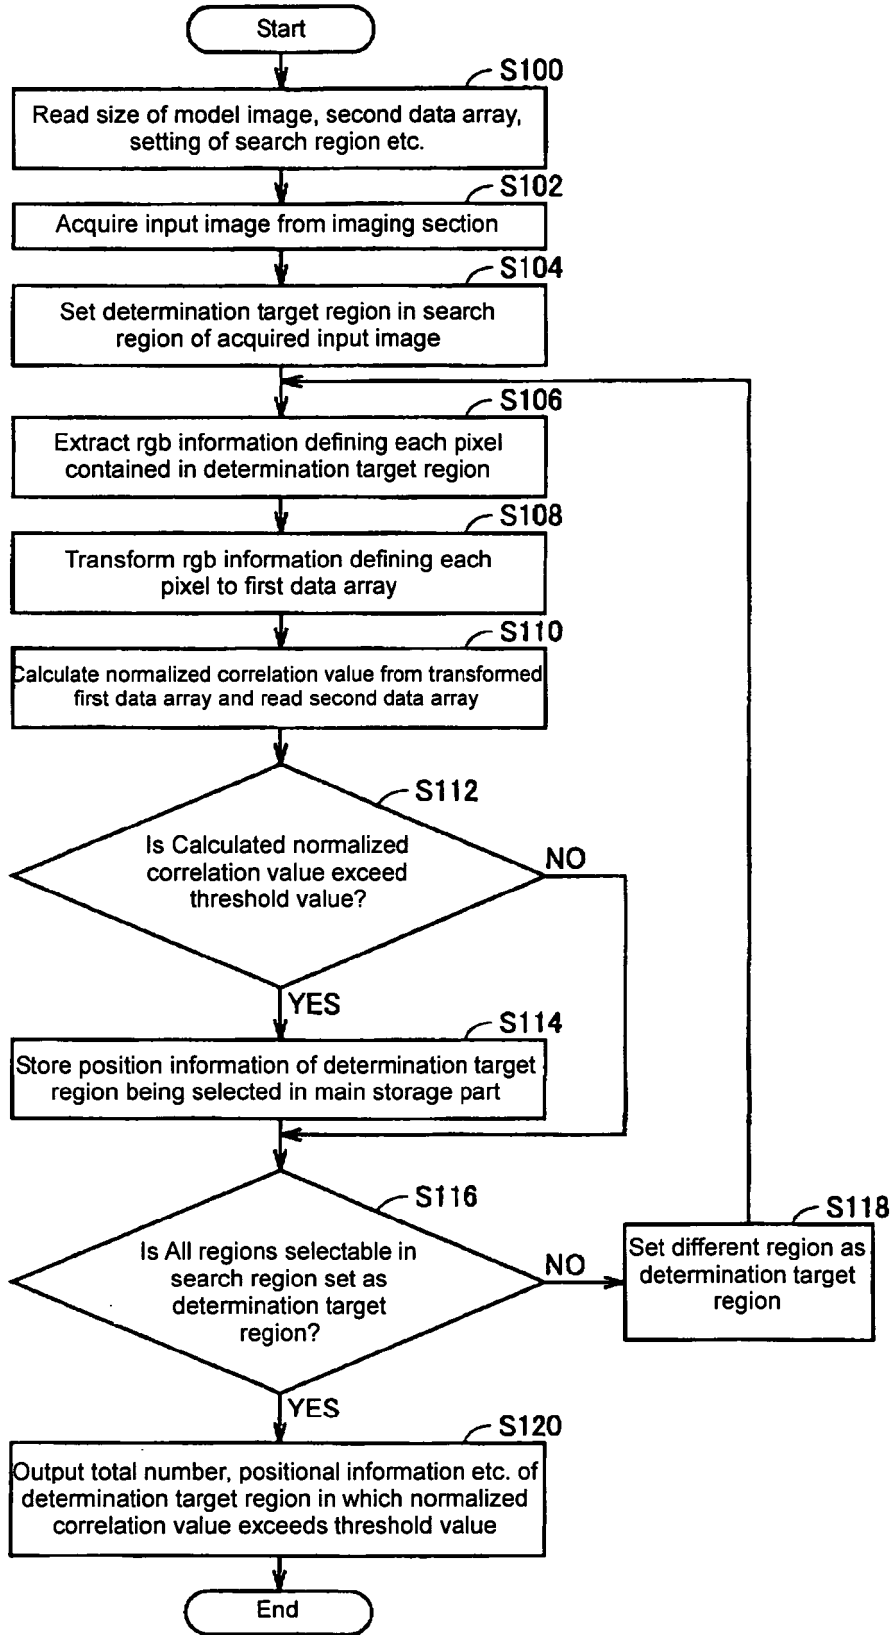 Start
S100
Read size of model image, second data array,
setting of search region etc.
S102
Acquire input image from imaging section
S104
Set determination target region in search
region of acquired input image
S106
Extract rgb information defining each pixel
contained in determination target region
S108
Transform rgb information defining each
pixel to first data array
S110
Calculate normalized correlation value from transformed
first data array and read second data array
S112
Is Calculated normalized
correlation value exceed
threshold value?
NO
YES
S114
Store position information of determination target
region being selected in main storage part
S116
Is All regions selectable in
search region set as
determination target
region?
NO
S118
Set different region as
determination target
region
YES
S120
Output total number, positional information etc. of
determination target region in which normalized
correlation value exceeds threshold value
End